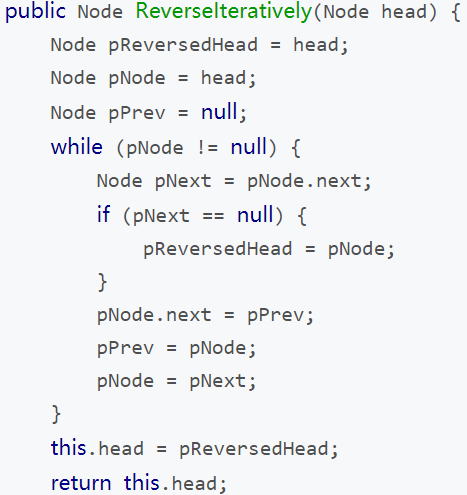 public Node ReverseIteratively(Node head) {
    Node pReversedHead = head;
    Node pNode = head;
    Node pPrev = null;
    while (pNode != null) {
        Node pNext = pNode.next;
        if (pNext == null) {
            pReversedHead = pNode;
        }
        pNode.next = pPrev;
        pPrev = pNode;
        pNode = pNext;
    }
    this.head = pReversedHead;
    return this.head;